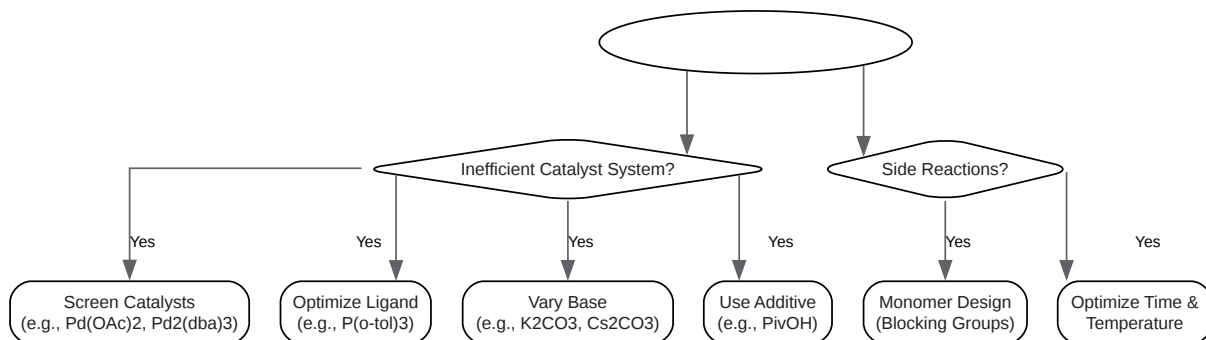 Inefficient Catalyst System?
Side Reactions?
Yes
Yes
Yes
Yes
Yes
Yes
Screen Catalysts
(e.g., Pd(OAc)2, Pd2(dba)3)
Optimize Ligand
(e.g., P(o-tol)3)
Vary Base
(e.g., K2CO3, Cs2CO3)
Use Additive
(e.g., PivOH)
Monomer Design
(Blocking Groups)
Optimize Time &
Temperature